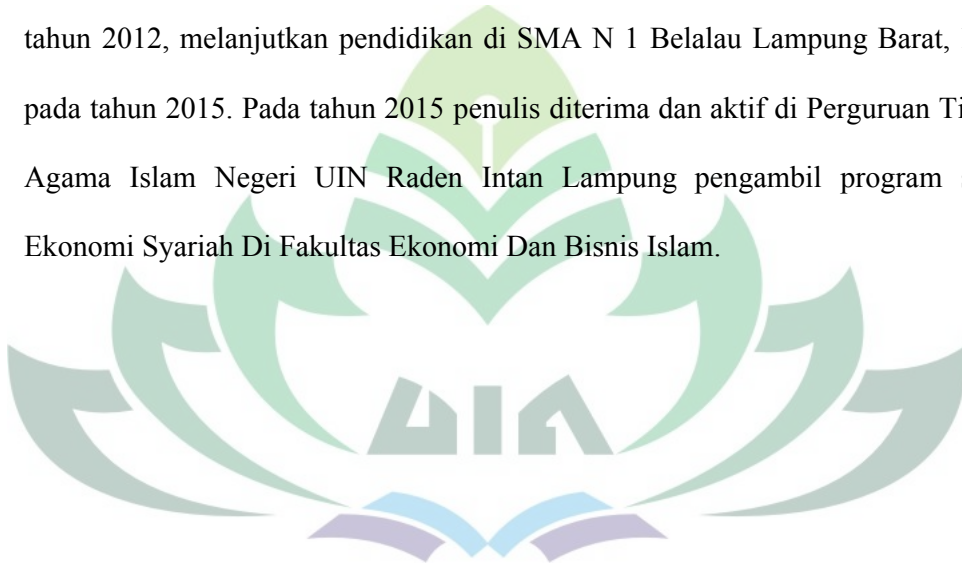 tahun 2012, melanjutkan pendidikan di SMA N 1 Belalau Lampung Barat,
pada tahun 2015. Pada tahun 2015 penulis diterima dan aktif di Perguruan
Agama Islam Negeri UIN Raden Intan Lampung pengambil program
Ekonomi Syariah Di Fakultas Ekonomi Dan Bisnis Islam.
UIN